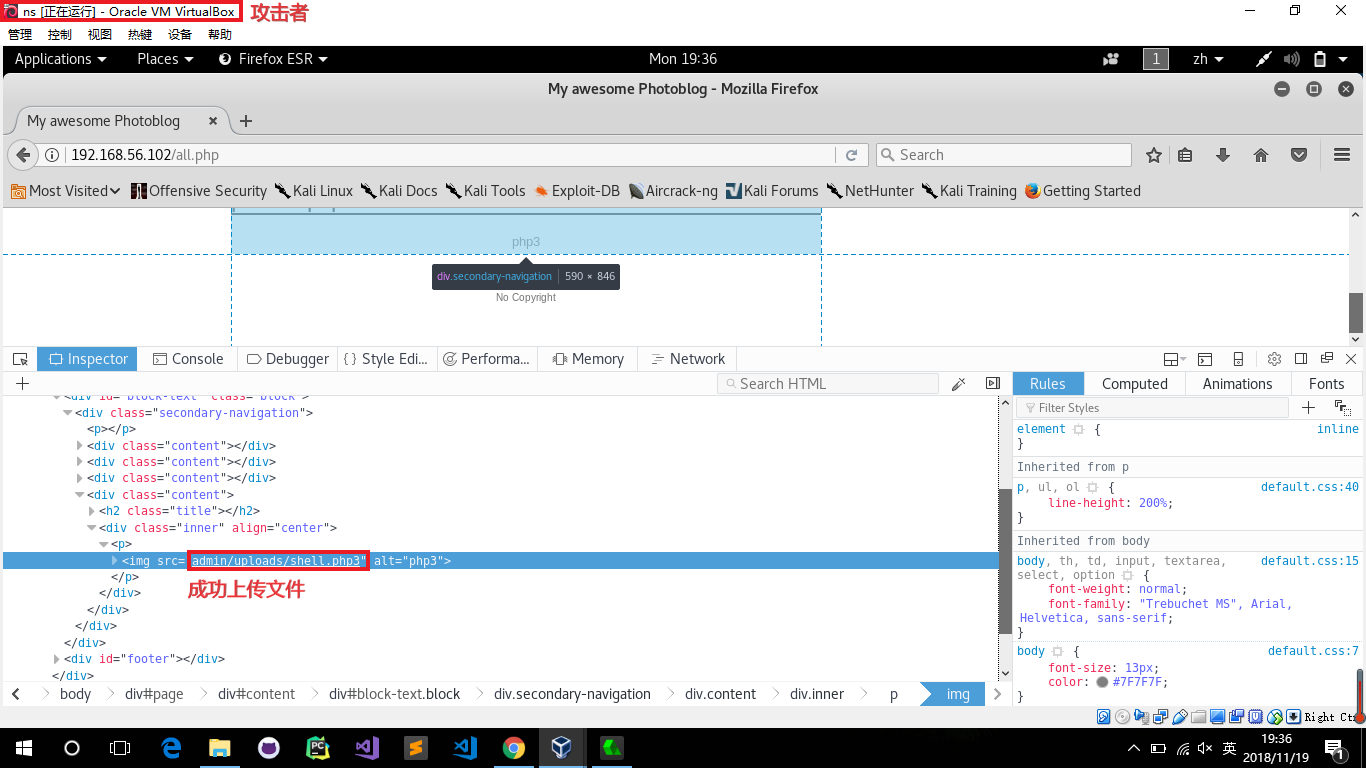 ns [正在运行] - Oracle VM VirtualBox 攻击者
管理 控制 视图 热键 设备 帮助
Applications Places Firefox ESR Mon 19:36 1 zh
My awesome Photoblog - Mozilla Firefox
My awesome Photoblog
192.168.56.102/all.php Search
Most Visited Offensive Security Kali Linux Kali Docs Kali Tools Exploit-DB Aircrack-ng Kali Forums NetHunter Kali Training Getting Started
php3
div.secondary-navigation 590 × 846
No Copyright
Inspector Console Debugger { } Style Edi... Performa... Memory Network
Search HTML Rules Computed Animations Fonts
Filter Styles
<div id="block-text" class="block">
<div class="secondary-navigation">
<p></p>
<div class="content"></div>
<div class="content"></div>
<div class="content"></div>
<div class="content">
<h2 class="title"></h2>
<div class="inner" align="center">
<p>
<img src="admin/uploads/shell.php3" alt="php3">
</p>
成功上传文件
</div>
</div>
</div>
</div>
<div id="footer"></div>
</div>
element { inline
}
Inherited from p
p, ul, ol { default.css:40
line-height: 200%;
}
Inherited from body
body, th, td, input, textarea, default.css:15
select, option {
font-weight: normal;
font-family: "Trebuchet MS", Arial,
Helvetica, sans-serif;
}
body { default.css:7
font-size: 13px;
color: #7F7F7F;
}
body div#page div#content div#block-text.block div.secondary-navigation div.content div.inner p img
Right Ctr
英 19:36
2018/11/19 1